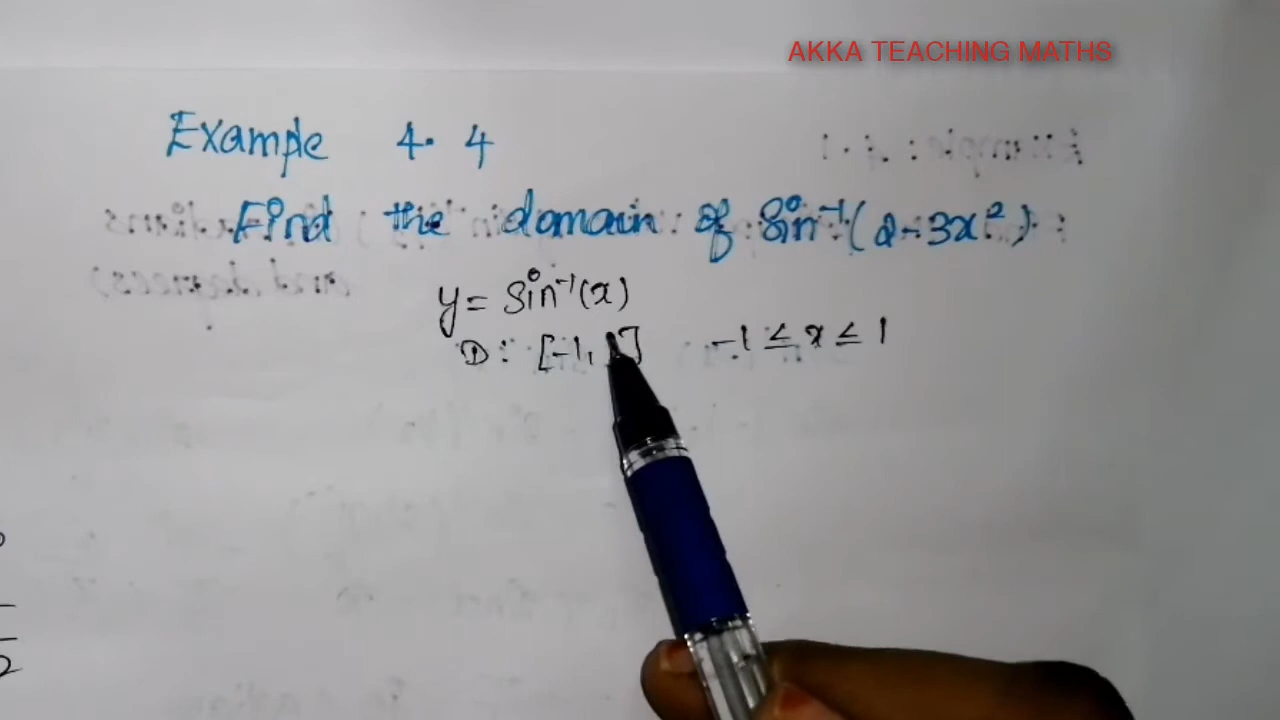 AKKA TEACHING MATHS
Example 4.4
Find the domain of Sin⁻¹(2-3x²)
y = Sin⁻¹(x)
D: [-1, ] -1 ≤ x ≤ 1